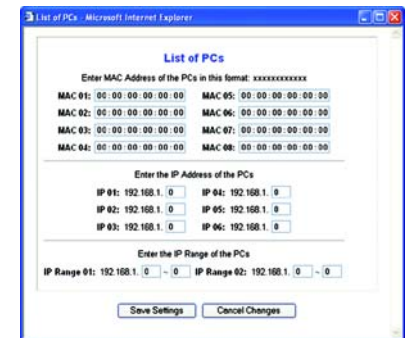 List of PCs - Microsoft Internet Explorer
List of PCs
Enter MAC Address of the PCs in this format: xxxxxxxxxxxx
MAC 01: 00:00:00:00:00:00 MAC 05: 00:00:00:00:00:00
MAC 02: 00:00:00:00:00:00 MAC 06: 00:00:00:00:00:00
MAC 03: 00:00:00:00:00:00 MAC 07: 00:00:00:00:00:00
MAC 04: 00:00:00:00:00:00 MAC 08: 00:00:00:00:00:00
Enter the IP Address of the PCs
IP 01: 192.168.1. 0 IP 04: 192.168.1. 0
IP 02: 192.168.1. 0 IP 05: 192.168.1. 0
IP 03: 192.168.1. 0 IP 06: 192.168.1. 0
Enter the IP Range of the PCs
IP Range 01: 192.168.1. 0 ~ 0 IP Range 02: 192.168.1. 0 ~ 0
Save Settings Cancel Changes